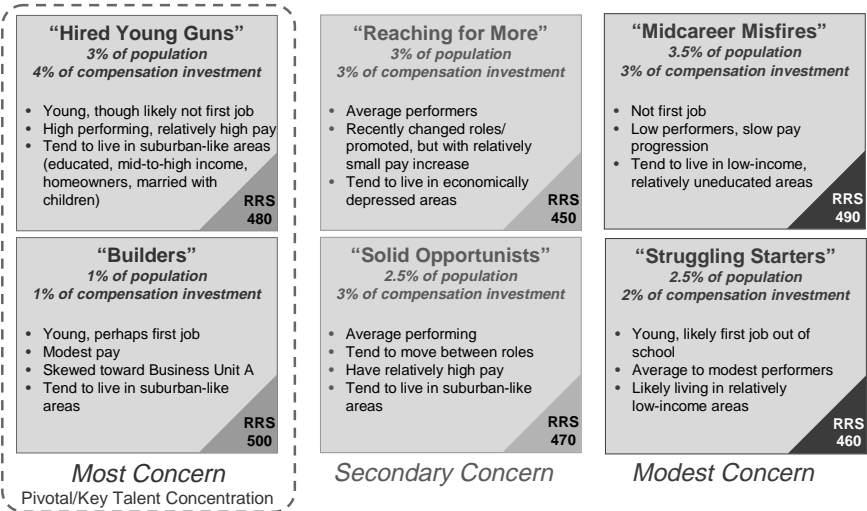 “Hired Young Guns”
3% of population
4% of compensation investment
• Young, though likely not first job
• High performing, relatively high pay
• Tend to live in suburban-like areas
(educated, mid-to-high income,
homeowners, married with
children)
RRS
480
“Builders”
1% of population
1% of compensation investment
• Young, perhaps first job
• Modest pay
• Skewed toward Business Unit A
• Tend to live in suburban-like
areas
RRS
500
Most Concern
Pivotal/Key Talent Concentration
“Reaching for More”
3% of population
3% of compensation investment
• Average performers
• Recently changed roles/
promoted, but with relatively
small pay increase
• Tend to live in economically
depressed areas
RRS
450
“Solid Opportunists”
2.5% of population
3% of compensation investment
• Average performing
• Tend to move between roles
• Have relatively high pay
• Tend to live in suburban-like
areas
RRS
470
Secondary Concern
“Midcareer Misfires”
3.5% of population
3% of compensation investment
• Not first job
• Low performers, slow pay
progression
• Tend to live in low-income,
relatively uneducated areas
RRS
490
“Struggling Starters”
2.5% of population
2% of compensation investment
• Young, likely first job out of
school
• Average to modest performers
• Likely living in relatively
low-income areas
RRS
460
Modest Concern